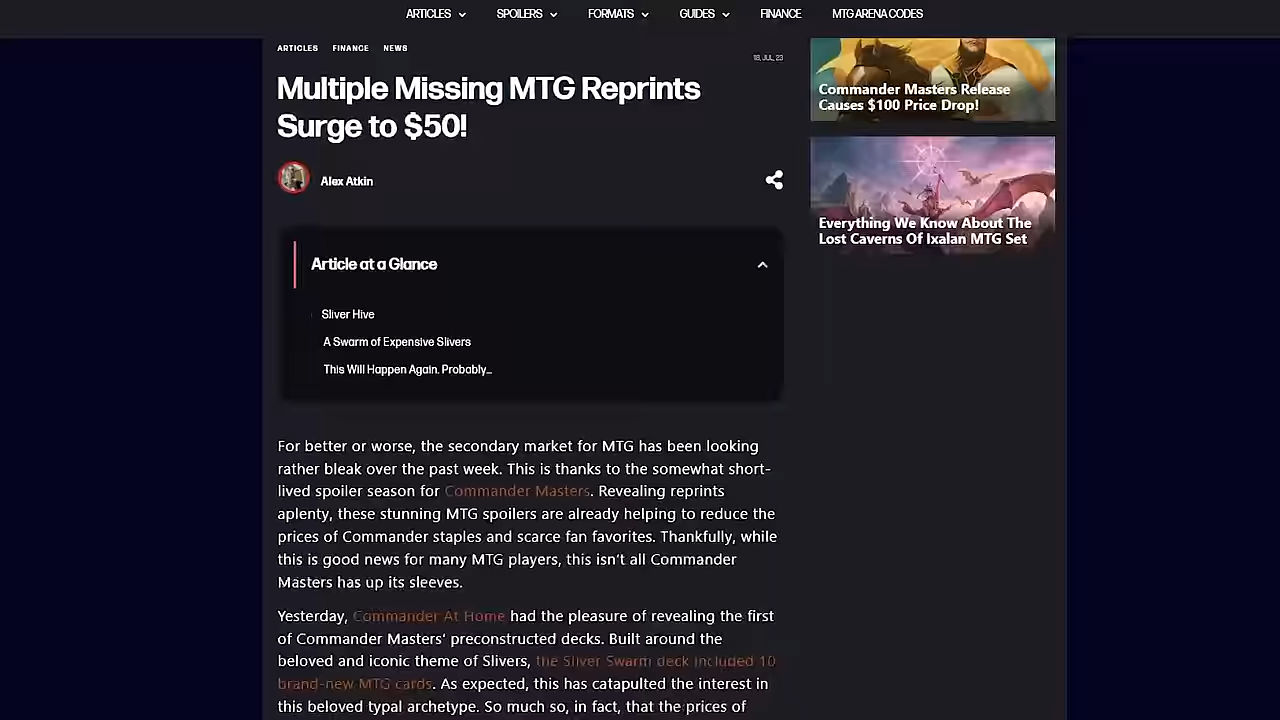 ARTICLES SPOILERS FORMATS GUIDES FINANCE MTG ARENA CODES
ARTICLES FINANCE NEWS
18, JUL, 23
Multiple Missing MTG Reprints
Surge to $50!
Alex Atkin
Article at a Glance
Sliver Hive
A Swarm of Expensive Slivers
This Will Happen Again. Probably...
For better or worse, the secondary market for MTG has been looking
rather bleak over the past week. This is thanks to the somewhat short-
lived spoiler season for Commander Masters. Revealing reprints
aplenty, these stunning MTG spoilers are already helping to reduce the
prices of Commander staples and scarce fan favorites. Thankfully, while
this is good news for many MTG players, this isn't all Commander
Masters has up its sleeves.
Yesterday, Commander At Home had the pleasure of revealing the first
of Commander Masters' preconstructed decks. Built around the
beloved and iconic theme of Slivers, the Sliver Swarm deck included 10
brand-new MTG cards. As expected, this has catapulted the interest in
this beloved typal archetype. So much so, in fact, that the prices of
Commander Masters Release
Causes $100 Price Drop!
Everything We Know About The
Lost Caverns Of Ixalan MTG Set